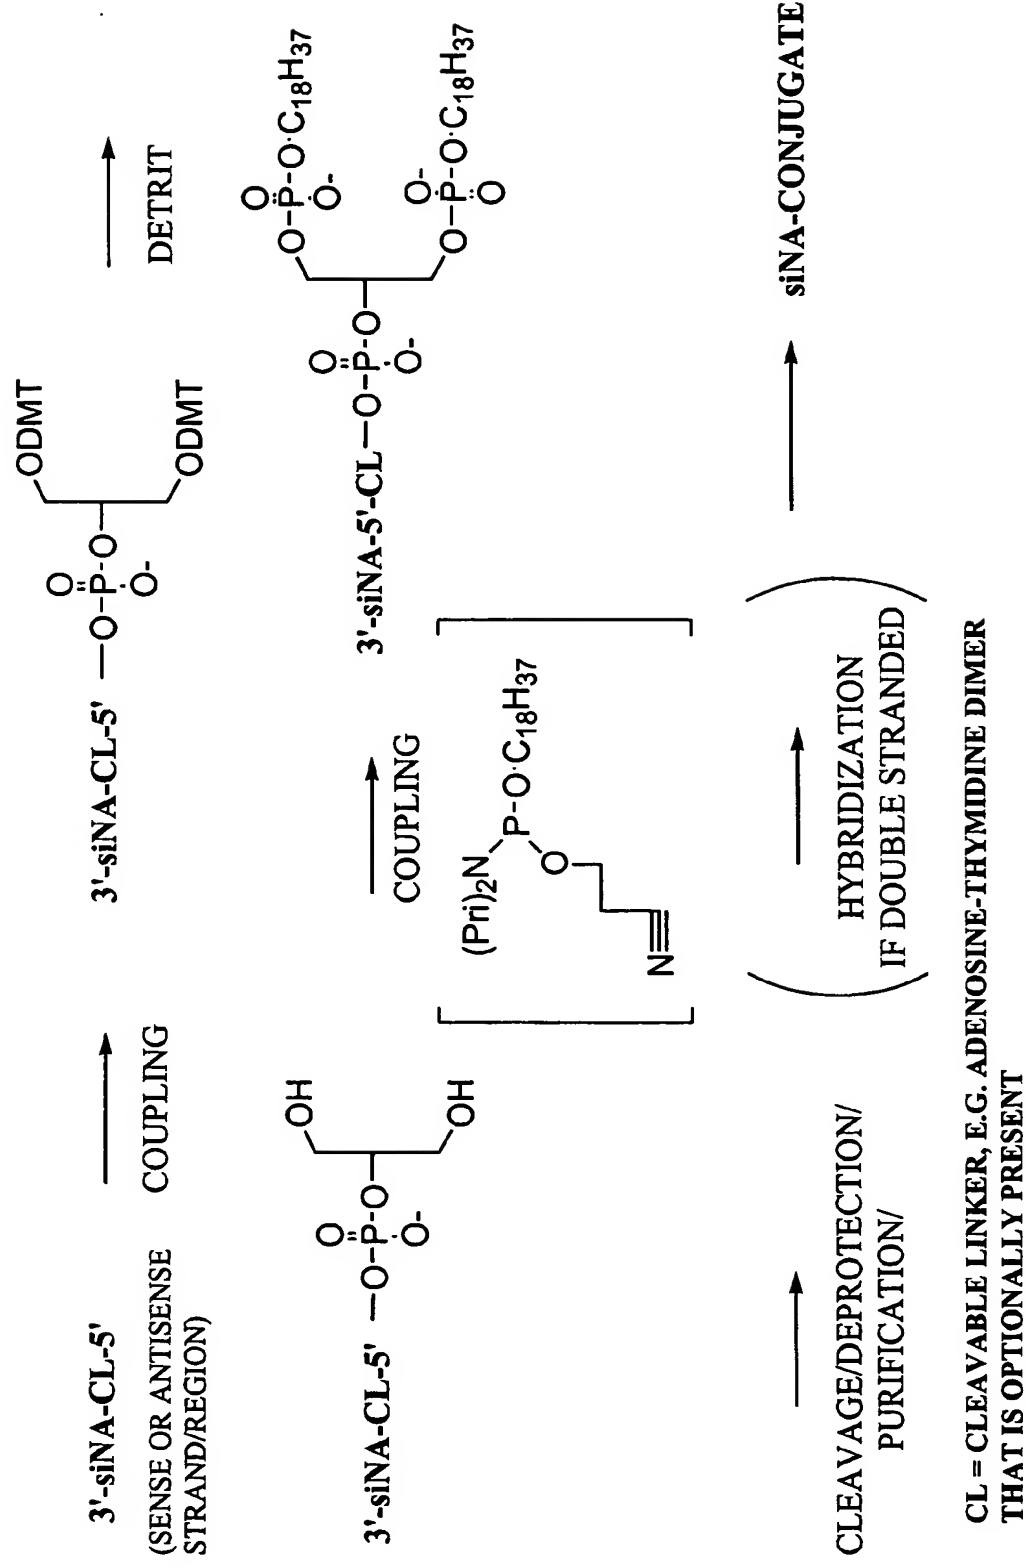 3'-siNA-CL-5'
(SENSE OR ANTISENSE
STRAND/REGION)
COUPLING
3'-siNA-CL-5' —O-P-O
O
O-
ODMT
ODMT
DETRIT
3'-siNA-CL-5' —O-P-O
O
O-
OH
OH
COUPLING
(Pri)2N
P-O·C18H37
O
N
3'-siNA-5'-CL—O-P-O
O
O-
O-P-O·C18H37
O
O-
O-P-O·C18H37
O-
O
CLEAVAGE/DEPROTECTION/
PURIFICATION/
HYBRIDIZATION
IF DOUBLE STRANDED
siNA-CONJUGATE
CL = CLEAVABLE LINKER, E.G. ADENOSINE-THYMIDINE DIMER
THAT IS OPTIONALLY PRESENT